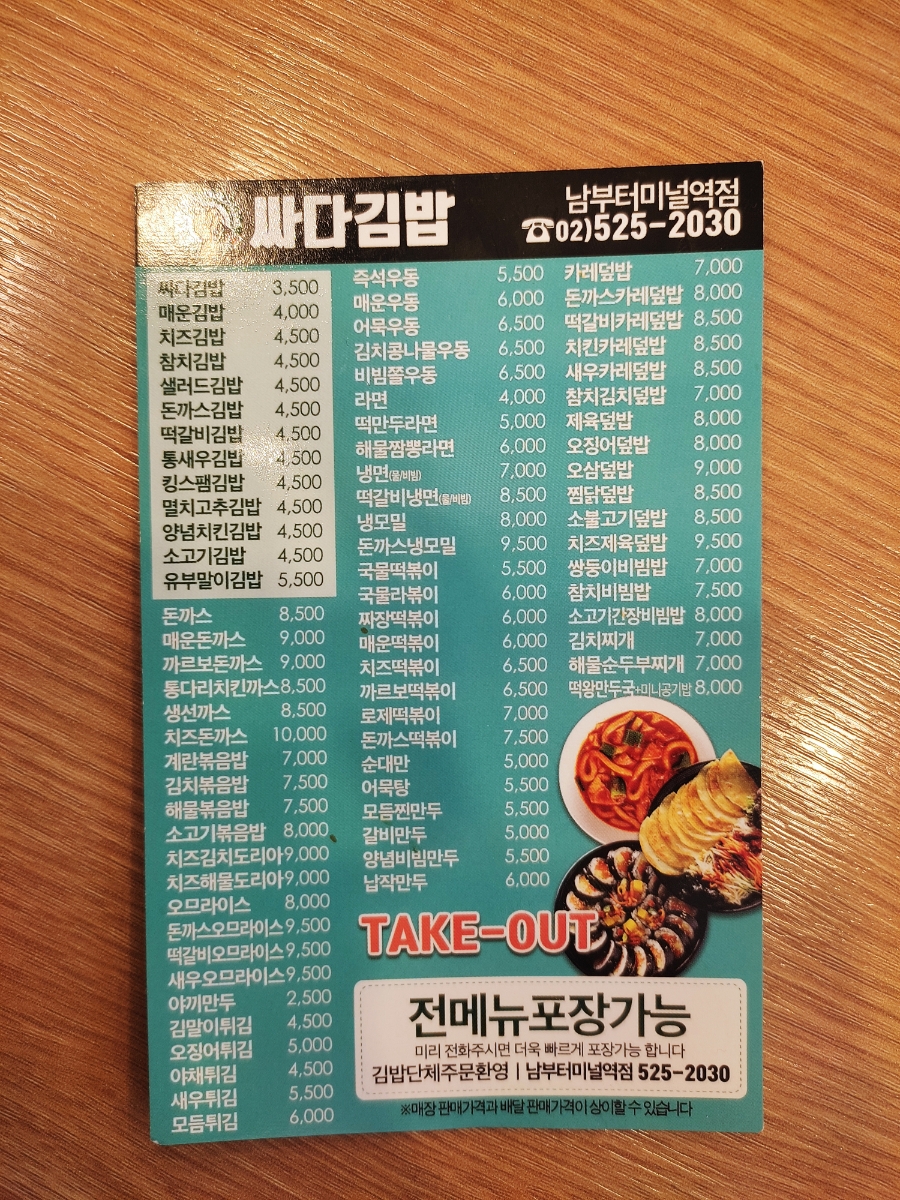 싸다김밥
남부터미널역점
☎02)525-2030
싸다김밥 3,500
매운김밥 4,000
치즈김밥 4,500
참치김밥 4,500
샐러드김밥 4,500
돈까스김밥 4,500
떡갈비김밥 4,500
통새우김밥 4,500
킹스팸김밥 4,500
멸치고추김밥 4,500
양념치킨김밥 4,500
소고기김밥 4,500
유부말이김밥 5,500
돈까스 8,500
매운돈까스 9,000
까르보돈까스 9,000
통다리치킨까스 8,500
생선까스 8,500
치즈돈까스 10,000
계란볶음밥 7,000
김치볶음밥 7,500
해물볶음밥 7,500
소고기볶음밥 8,000
치즈김치도리아 9,000
치즈해물도리아 9,000
오므라이스 8,000
돈까스오므라이스 9,500
떡갈비오므라이스 9,500
새우오므라이스 9,500
야끼만두 2,500
김말이튀김 4,500
오징어튀김 5,000
야채튀김 4,500
새우튀김 5,500
모듬튀김 6,000
즉석우동 5,500
매운우동 6,000
어묵우동 6,500
김치콩나물우동 6,500
비빔쫄우동 6,500
라면 4,000
떡만두라면 5,000
해물짬뽕라면 6,000
냉면(물/비빔) 7,000
떡갈비냉면(물/비빔) 8,500
냉모밀 8,000
돈까스냉모밀 9,500
국물떡볶이 5,500
국물라볶이 6,000
짜장떡볶이 6,000
매운떡볶이 6,000
치즈떡볶이 6,500
까르보떡볶이 6,500
로제떡볶이 7,000
돈까스떡볶이 7,500
순대만 5,000
어묵탕 5,500
모듬찐만두 5,500
갈비만두 5,000
양념비빔만두 5,500
납작만두 6,000
카레덮밥 7,000
돈까스카레덮밥 8,000
떡갈비카레덮밥 8,500
치킨카레덮밥 8,500
새우카레덮밥 8,500
참치김치덮밥 7,000
제육덮밥 8,000
오징어덮밥 8,000
오삼덮밥 9,000
찜닭덮밥 8,500
소불고기덮밥 8,500
치즈제육덮밥 9,500
쌍둥이비빔밥 7,000
참치비빔밥 7,500
소고기간장비빔밥 8,000
김치찌개 7,000
해물순두부찌개 7,000
떡왕만두국+미니공기밥 8,000
TAKE-OUT
전메뉴포장가능
미리 전화주시면 더욱 빠르게 포장가능 합니다
김밥단체주문환영 | 남부터미널역점 525-2030
※매장 판매가격과 배달 판매가격이 상이할 수 있습니다